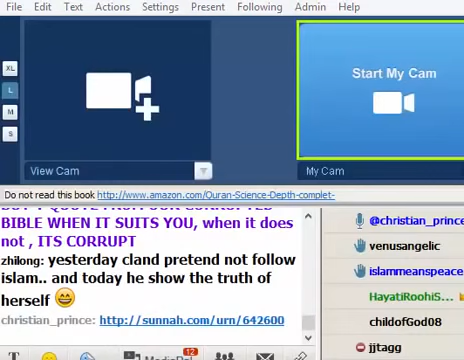 File Edit Text Actions Settings Present Following Admin Help
XL
L
M
S
Start My Cam
View Cam
My Cam
Do not read this book http://www.amazon.com/Quran-Science-Depth-complet-
BIBLE WHEN IT SUITS YOU, when it does
not , ITS CORRUPT
zhilong: yesterday cland pretend not follow
islam.. and today he show the truth of
herself
christian_prince: http://sunnah.com/urn/642600
@christian_prince
venusangelic
islammeanspeace
HayatiRoohiS...
childofGod08
jjtagg
T
12